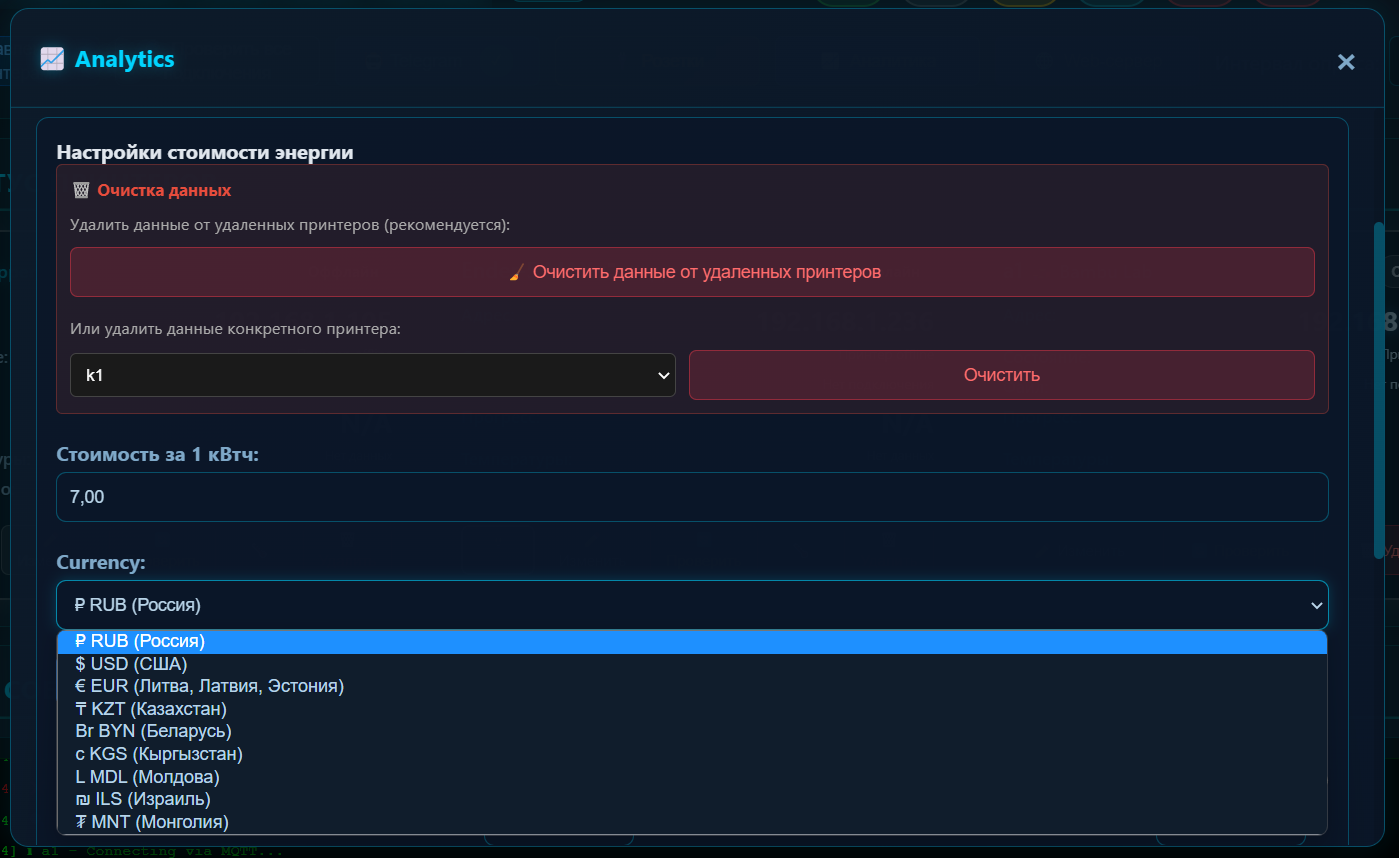 Analytics
Настройки стоимости энергии
Очистка данных
Удалить данные от удаленных принтеров (рекомендуется):
Очистить данные от удаленных принтеров
Или удалить данные конкретного принтера:
k1
Очистить
Стоимость за 1 кВтч:
7,00
Currency:
₽ RUB (Россия)
₽ RUB (Россия)
$ USD (США)
€ EUR (Литва, Латвия, Эстония)
₸ KZT (Казахстан)
Br BYN (Беларусь)
с KGS (Кыргызстан)
L MDL (Молдова)
₪ ILS (Израиль)
₮ MNT (Монголия)
Connecting via MQTT...